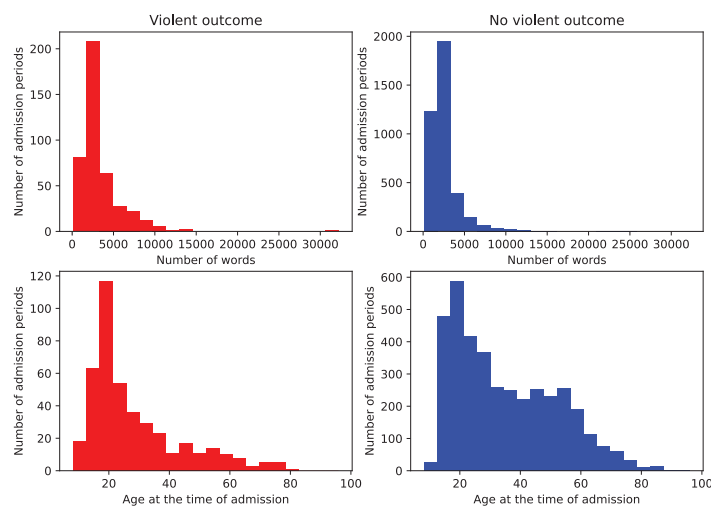 Violent outcome
No violent outcome
Number of admission periods
200
150
100
50
0
0 5000 10000 15000 20000 25000 30000
Number of words
Number of admission periods
2000
1500
1000
500
0
0 5000 10000 15000 20000 25000 30000
Number of words
Number of admission periods
120
100
80
60
40
20
0
20 40 60 80 100
Age at the time of admission
Number of admission periods
600
500
400
300
200
100
0
20 40 60 80 100
Age at the time of admission